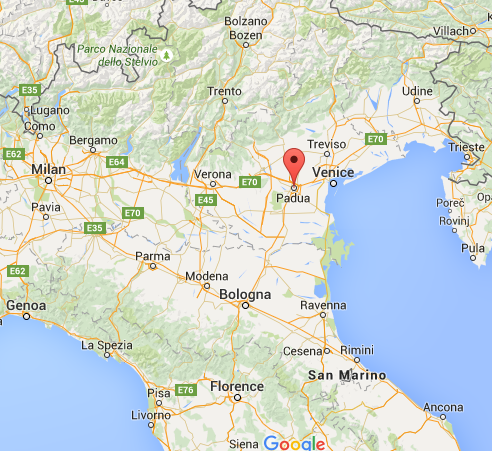 Bolzano
Bozen
Villach
Parco Nazionale
dello Stelvio
E35
Trento
Udine
Lugano
Como
Bergamo
Treviso
E70
Trieste
E62
E64
Milan
Verona
E70
Venice
Padua
E45
Pavia
E35
E70
Poreč
Rovinj
Pula
Parma
E62
Modena
Bologna
Genoa
Ravenna
La Spezia
Cesena
Rimini
San Marino
E76
Florence
Pisa
Livorno
Ancona
Siena
Google